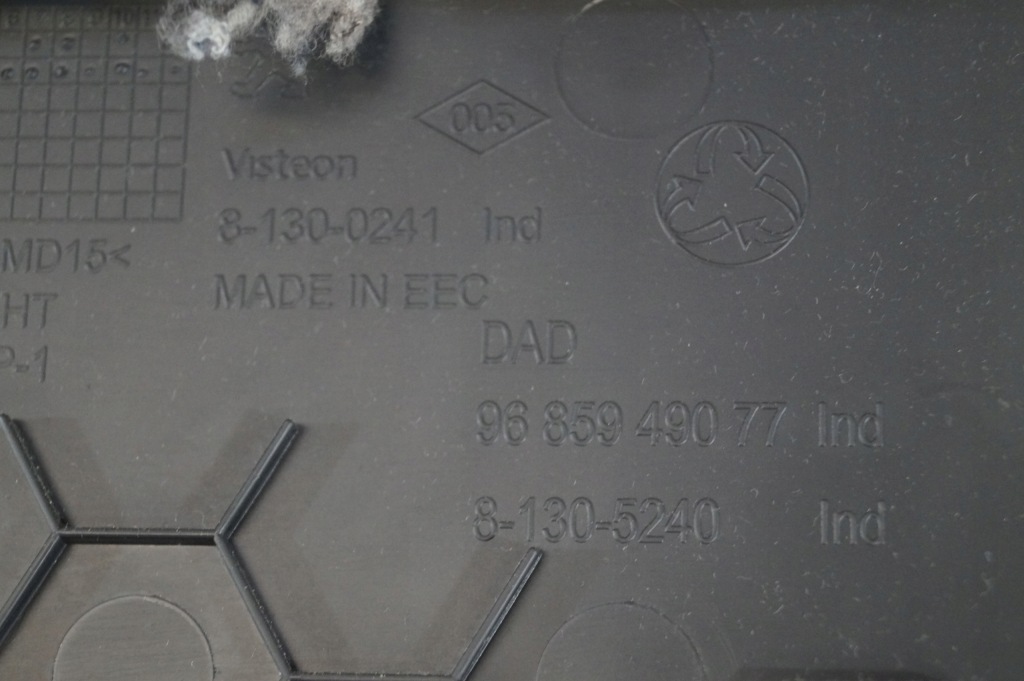 005
Visteon
8-130-0241 Ind
MD15<
MADE IN EEC
HT
P-1
DAD
96 859 490 77 Ind
8-130-5240 Ind